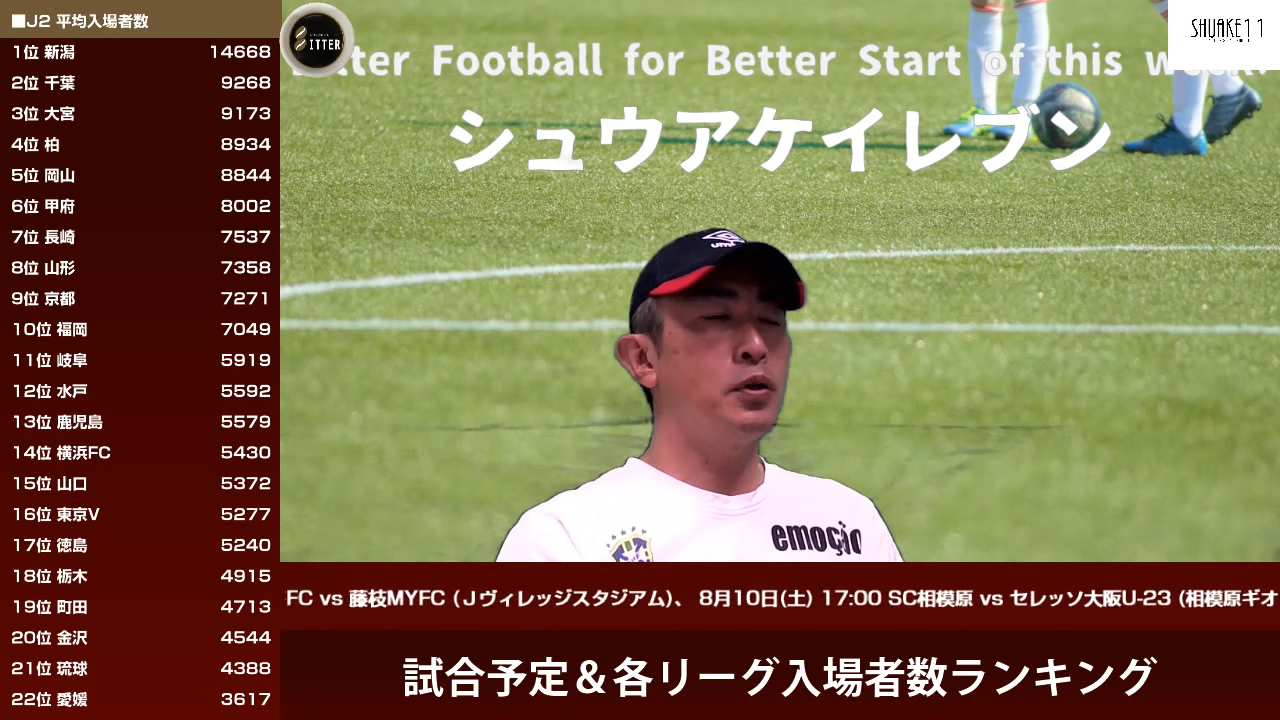 ■J2 平均入場者数
1位 新潟 14668
2位 千葉 9268
3位 大宮 9173
4位 柏 8934
5位 岡山 8844
6位 甲府 8002
7位 長崎 7537
8位 山形 7358
9位 京都 7271
10位 福岡 7049
11位 岐阜 5919
12位 水戸 5592
13位 鹿児島 5579
14位 横浜FC 5430
15位 山口 5372
16位 東京V 5277
17位 徳島 5240
18位 栃木 4915
19位 町田 4713
20位 金沢 4544
21位 琉球 4388
22位 愛媛 3617
SITTER
SHUAKE11
Football for Better Start of this
シュウアケイレブン
umbro
emoção
FC vs 藤枝MYFC (Jヴィレッジスタジアム)、 8月10日(土) 17:00 SC相模原 vs セレッソ大阪U-23 (相模原ギオ
試合予定&各リーグ入場者数ランキング